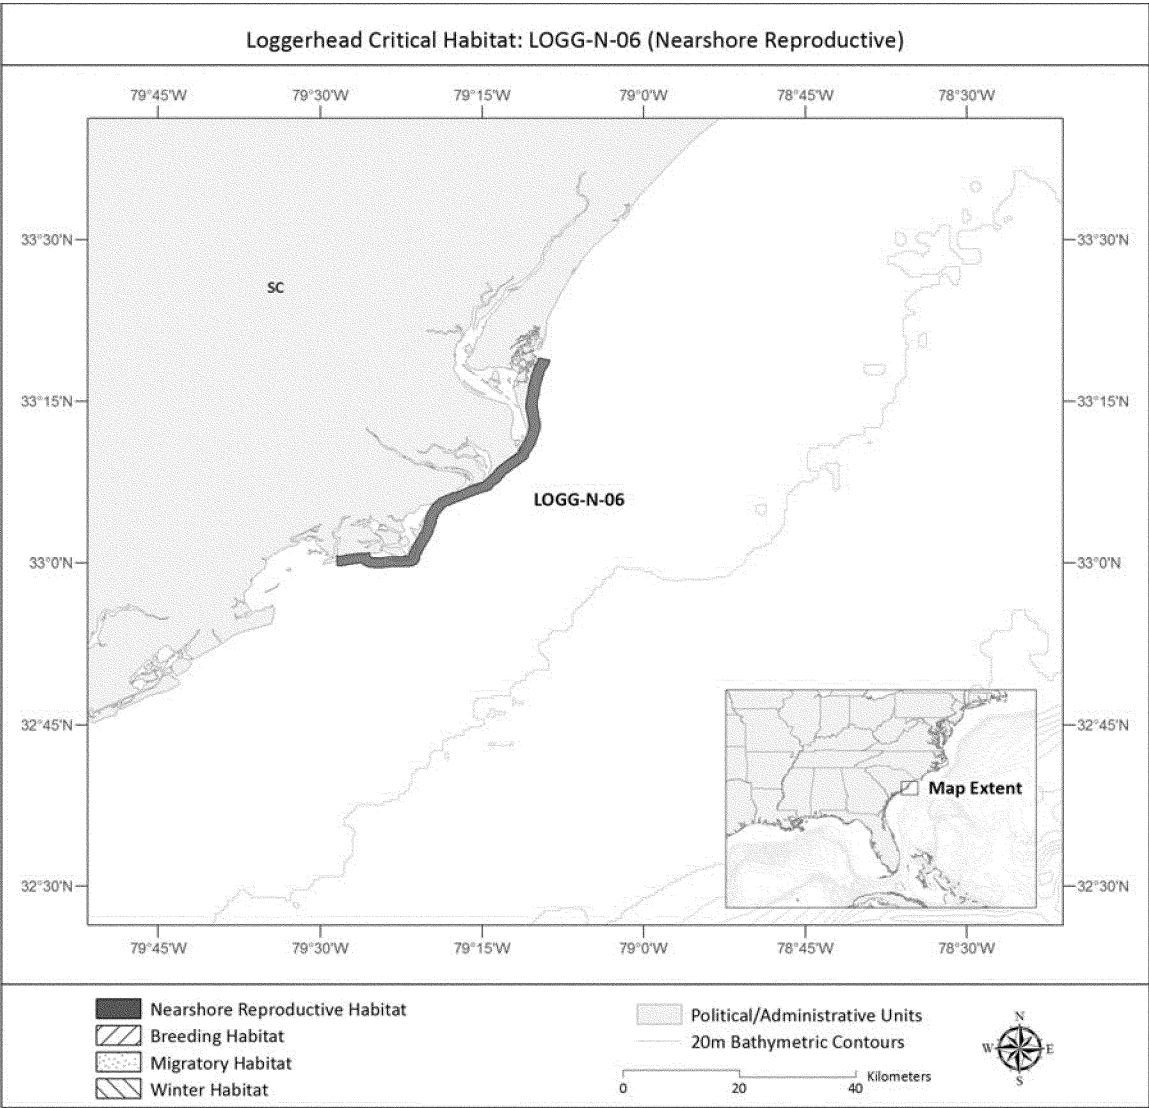 Loggerhead Critical Habitat: LOGG-N-06 (Nearshore Reproductive)
79°45'W 79°30'W 79°15'W 79°0'W 78°45'W 78°30'W
33°30'N 33°30'N
SC
33°15'N 33°15'N
LOGG-N-06
33°0'N 33°0'N
32°45'N 32°45'N
Map Extent
32°30'N 32°30'N
79°45'W 79°30'W 79°15'W 79°0'W 78°45'W 78°30'W
Nearshore Reproductive Habitat
Breeding Habitat
Migratory Habitat
Winter Habitat
Political/Administrative Units
20m Bathymetric Contours
Kilometers
0 20 40
N
W E
S